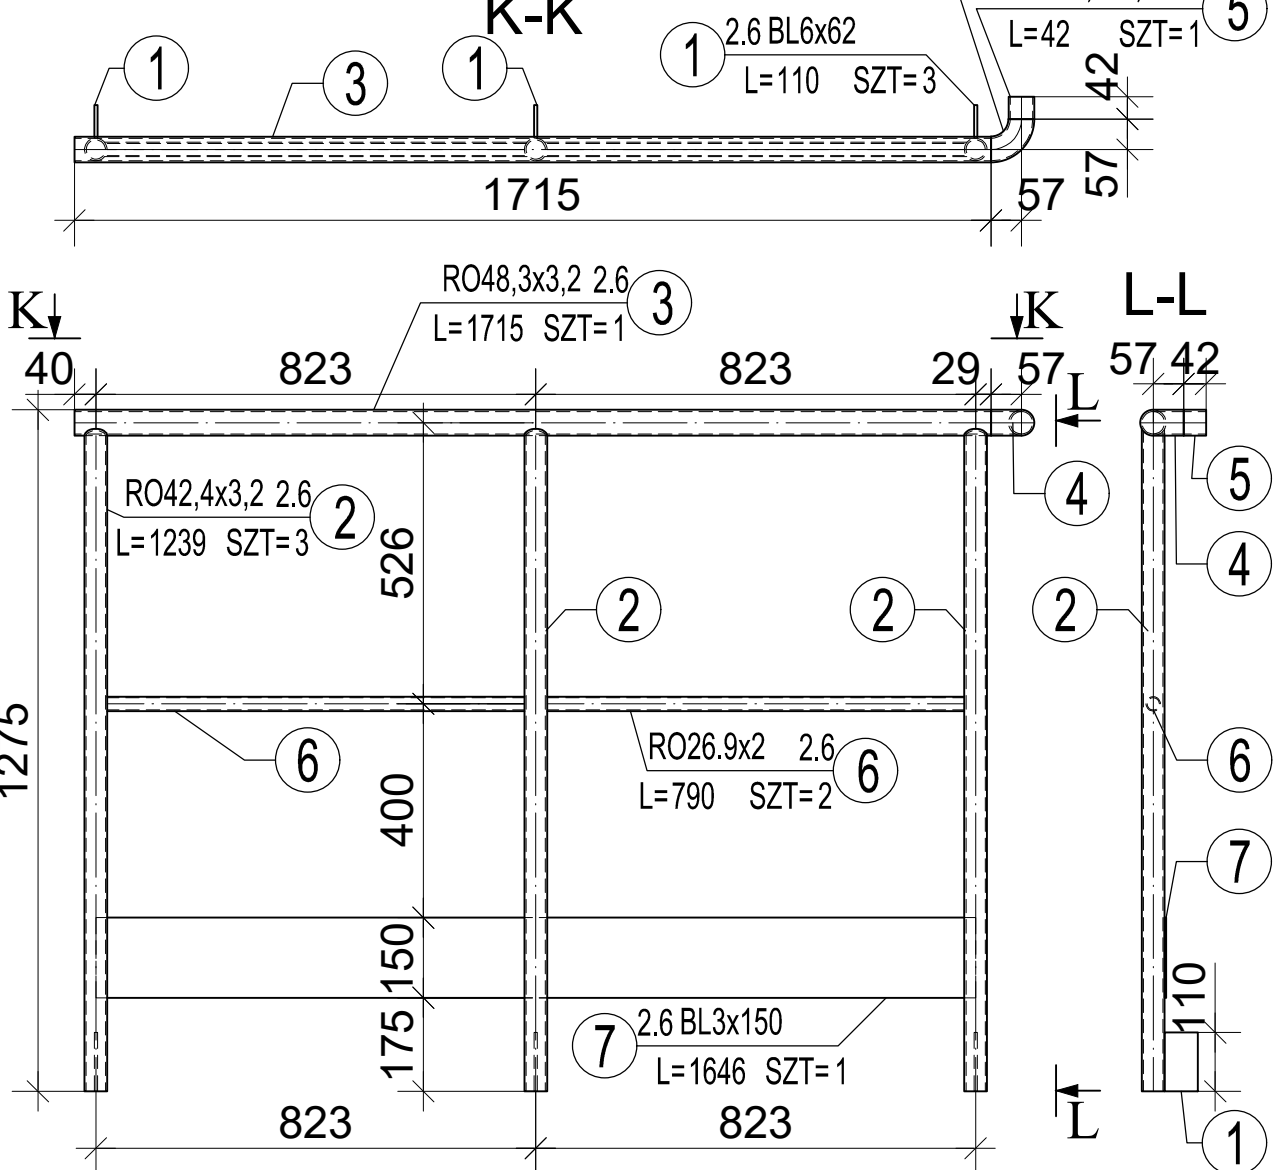 K-K
5
L=42 SZT=1
1
3
1
1
2.6 BL6x62
L=110 SZT=3
42
57
1715
57
K
RO48,3x3,2 2.6
L=1715 SZT=1
3
K
L-L
40
823
823
29
57
57
42
L
RO42,4x3,2 2.6
L=1239 SZT=3
2
4
5
4
526
2
2
2
1275
6
RO26.9x2 2.6
L=790 SZT=2
6
6
400
7
150
110
175
7
2.6 BL3x150
L=1646 SZT=1
823
823
L
1